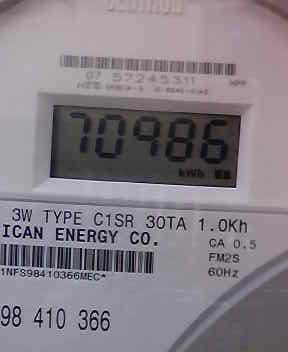 CENTRON
07 57245311
70986
kWh
3W TYPE C1SR 30TA 1.0Kh
ICAN ENERGY CO.
CA 0.5
FM2S
60Hz
1NFS98410366MEC*
98 410 366